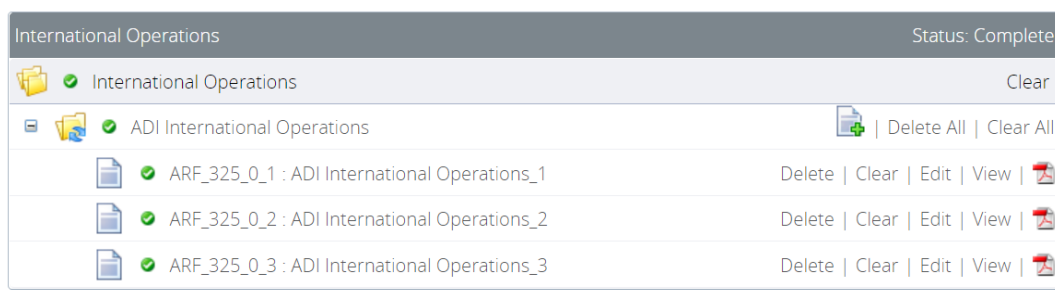 International Operations Status: Complete
International Operations Clear
ADI International Operations | Delete All | Clear All
ARF_325_0_1 : ADI International Operations_1 Delete | Clear | Edit | View |
ARF_325_0_2 : ADI International Operations_2 Delete | Clear | Edit | View |
ARF_325_0_3 : ADI International Operations_3 Delete | Clear | Edit | View |